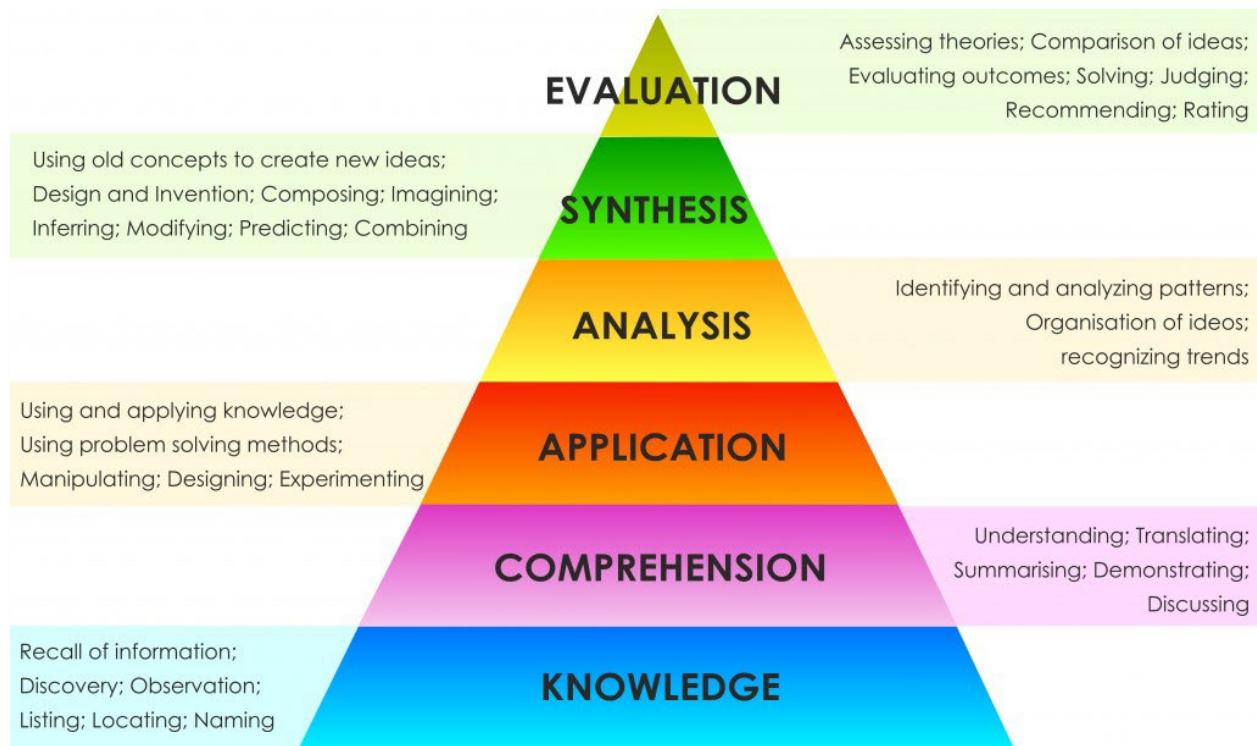 EVALUATION
Assessing theories; Comparison of ideas;
Evaluating outcomes; Solving; Judging;
Recommending; Rating
Using old concepts to create new ideas;
Design and Invention; Composing; Imagining;
Inferring; Modifying; Predicting; Combining
SYNTHESIS
ANALYSIS
Identifying and analyzing patterns;
Organisation of ideos;
recognizing trends
Using and applying knowledge;
Using problem solving methods;
Manipulating; Designing; Experimenting
APPLICATION
COMPREHENSION
Understanding; Translating;
Summarising; Demonstrating;
Discussing
Recall of information;
Discovery; Observation;
Listing; Locating; Naming
KNOWLEDGE